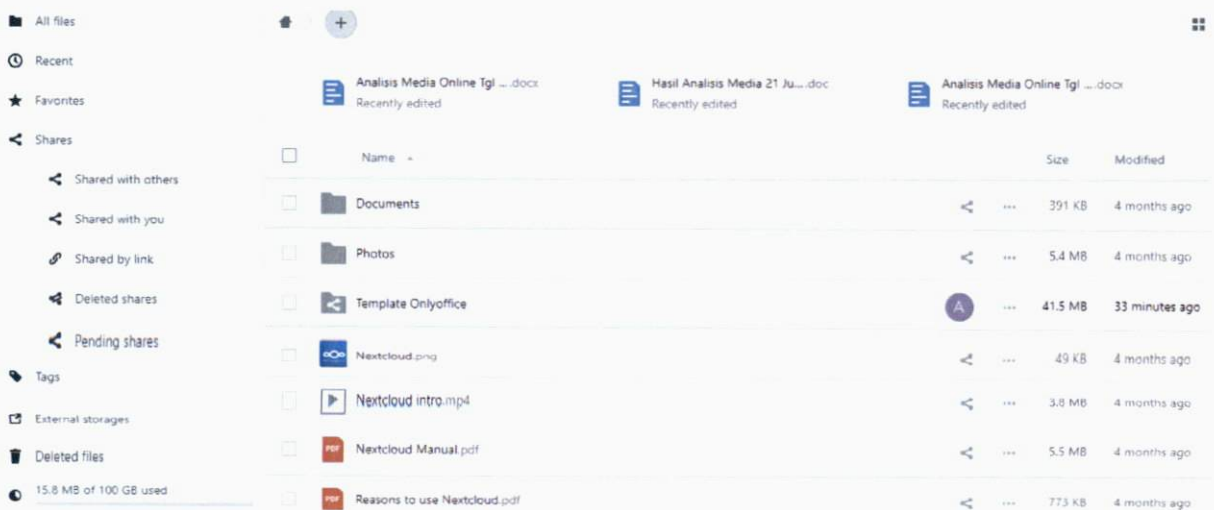 All files
Recent
Favorites
Shares
Shared with others
Shared with you
Shared by link
Deleted shares
Pending shares
Tags
External storages
Deleted files
15.8 MB of 100 GB used
+
Analisis Media Online Tgl ... .docx
Recently edited
Hasil Analisis Media 21 Ju... .doc
Recently edited
Analisis Media Online Tgl ... .docx
Recently edited
Name Size Modified
Documents 391 KB 4 months ago
Photos 5.4 MB 4 months ago
Template Onlyoffice A 41.5 MB 33 minutes ago
Nextcloud.png 49 KB 4 months ago
Nextcloud intro.mp4 3.8 MB 4 months ago
PDF Nextcloud Manual.pdf 5.5 MB 4 months ago
PDF Reasons to use Nextcloud.pdf 773 KB 4 months ago